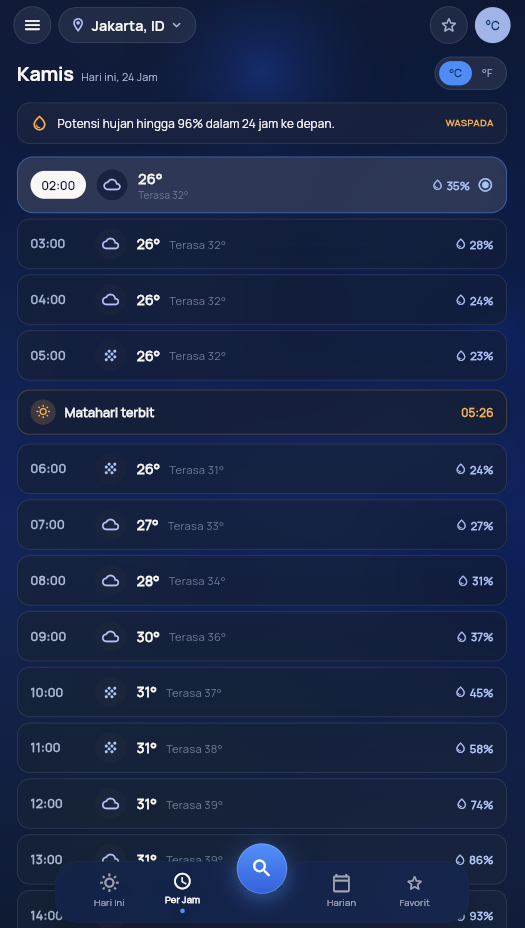 Jakarta, ID
°C
Kamis Hari ini, 24 Jam
°C °F
Potensi hujan hingga 96% dalam 24 jam ke depan. WASPADA
02:00 26° 35%
Terasa 32°
03:00 26° Terasa 32° 28%
04:00 26° Terasa 32° 24%
05:00 26° Terasa 32° 23%
Matahari terbit 05:26
06:00 26° Terasa 31° 24%
07:00 27° Terasa 33° 27%
08:00 28° Terasa 34° 31%
09:00 30° Terasa 36° 37%
10:00 31° Terasa 37° 45%
11:00 31° Terasa 38° 58%
12:00 31° Terasa 39° 74%
13:00 31° Terasa 39° 86%
14:00 93%
Hari Ini Per Jam Harian Favorit